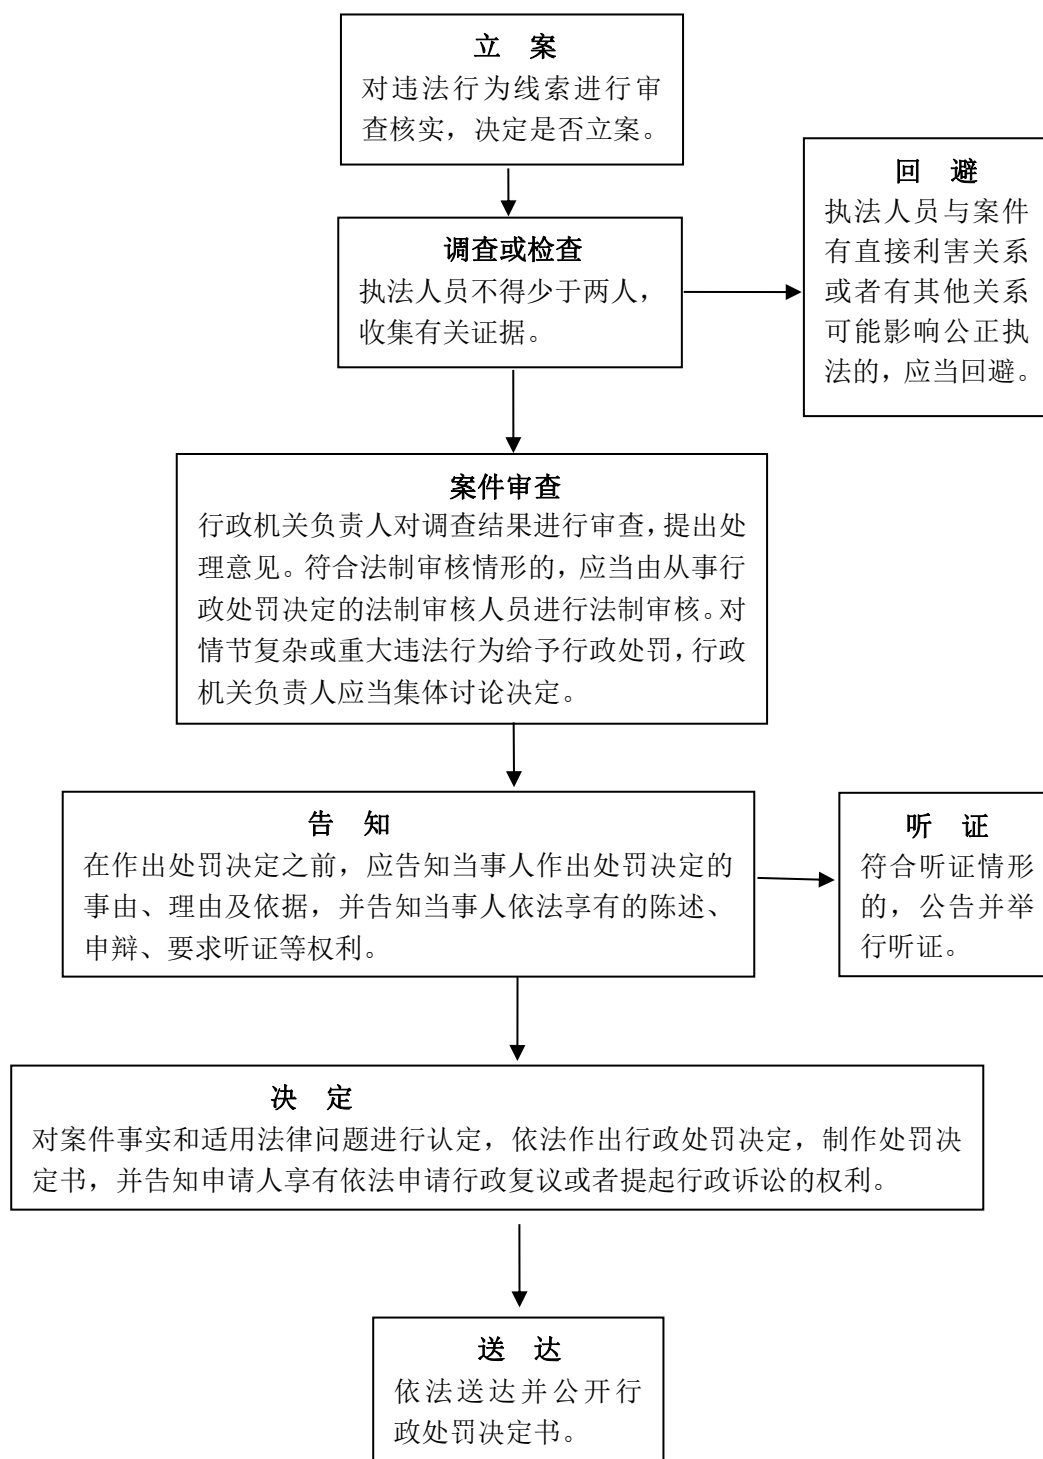 立 案
对违法行为线索进行审
查核实，决定是否立案。
回 避
执法人员与案件
有直接利害关系
或者有其他关系
可能影响公正执
法的，应当回避。
调查或检查
执法人员不得少于两人，
收集有关证据。
案件审查
行政机关负责人对调查结果进行审查，提出处
理意见。符合法制审核情形的，应当由从事行
政处罚决定的法制审核人员进行法制审核。对
情节复杂或重大违法行为给予行政处罚，行政
机关负责人应当集体讨论决定。
告 知
在作出处罚决定之前，应告知当事人作出处罚决定的
事由、理由及依据，并告知当事人依法享有的陈述、
申辩、要求听证等权利。
听 证
符合听证情形
的，公告并举
行听证。
决 定
对案件事实和适用法律问题进行认定，依法作出行政处罚决定，制作处罚决
定书，并告知申请人享有依法申请行政复议或者提起行政诉讼的权利。
送 达
依法送达并公开行
政处罚决定书。